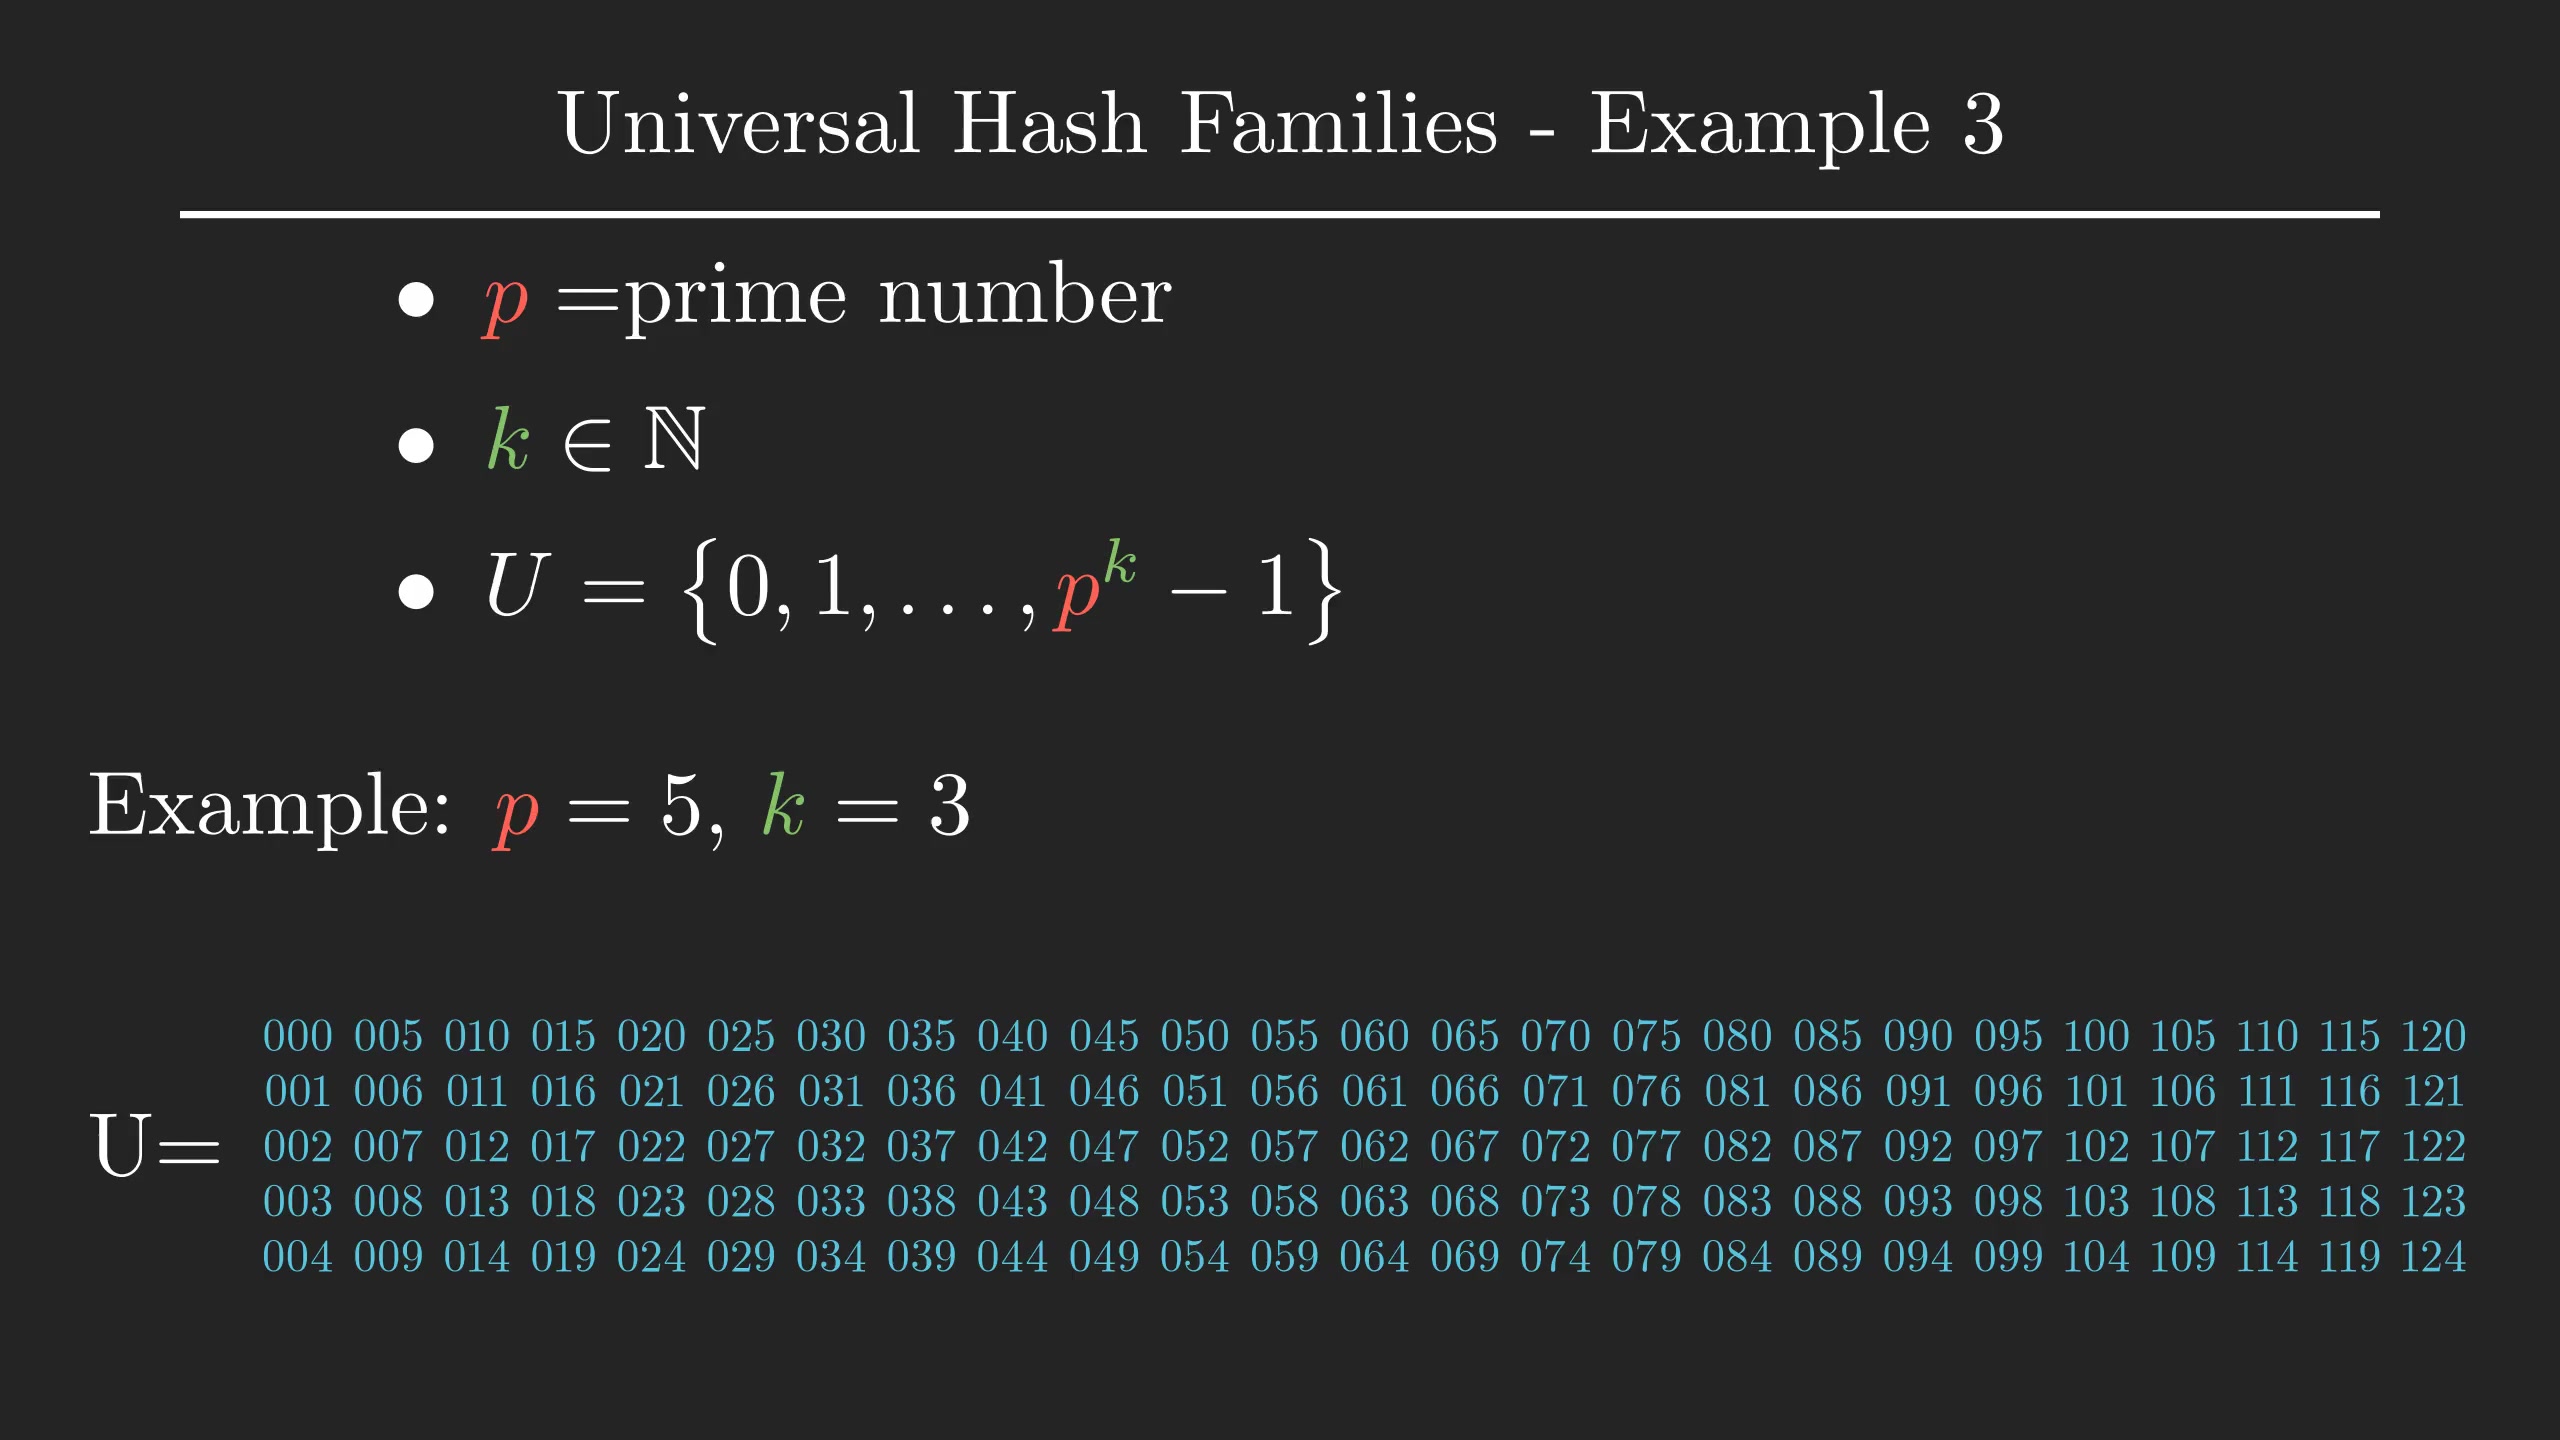 Universal Hash Families - Example 3
• p =prime number
• k ∈ ℕ
• U = {0, 1, . . . , p^k − 1}
Example: p = 5, k = 3
000 005 010 015 020 025 030 035 040 045 050 055 060 065 070 075 080 085 090 095 100 105 110 115 120
001 006 011 016 021 026 031 036 041 046 051 056 061 066 071 076 081 086 091 096 101 106 111 116 121
U= 002 007 012 017 022 027 032 037 042 047 052 057 062 067 072 077 082 087 092 097 102 107 112 117 122
003 008 013 018 023 028 033 038 043 048 053 058 063 068 073 078 083 088 093 098 103 108 113 118 123
004 009 014 019 024 029 034 039 044 049 054 059 064 069 074 079 084 089 094 099 104 109 114 119 124